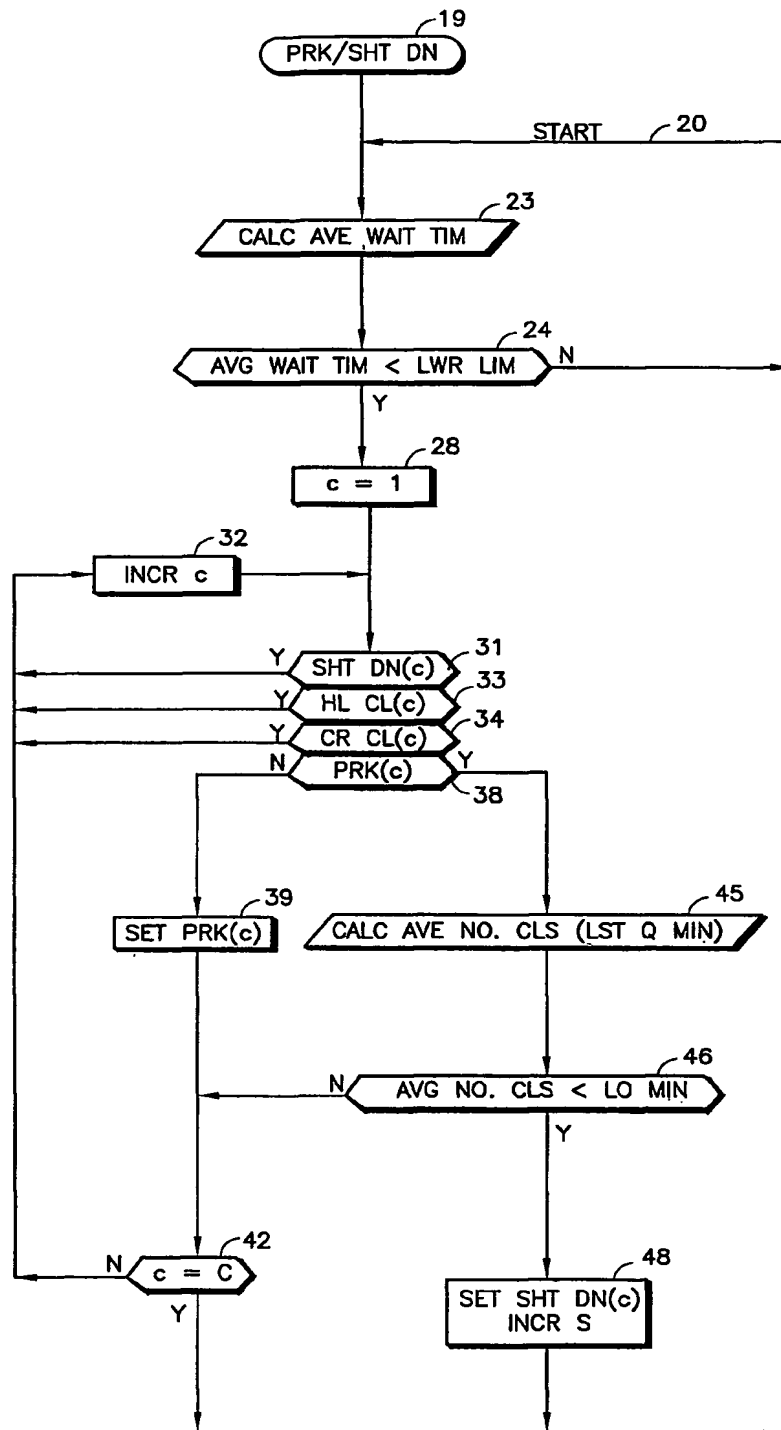 19
PRK/SHT DN
START
20
23
CALC AVE WAIT TIM
24
AVG WAIT TIM < LWR LIM
N
Y
28
c = 1
32
INCR c
Y
SHT DN(c)
31
Y
HL CL(c)
33
Y
CR CL(c)
34
N
PRK(c)
Y
38
39
SET PRK(c)
45
CALC AVE NO. CLS (LST Q MIN)
46
N
AVG NO. CLS < LO MIN
Y
42
N
c = C
Y
48
SET SHT DN(c)
INCR S